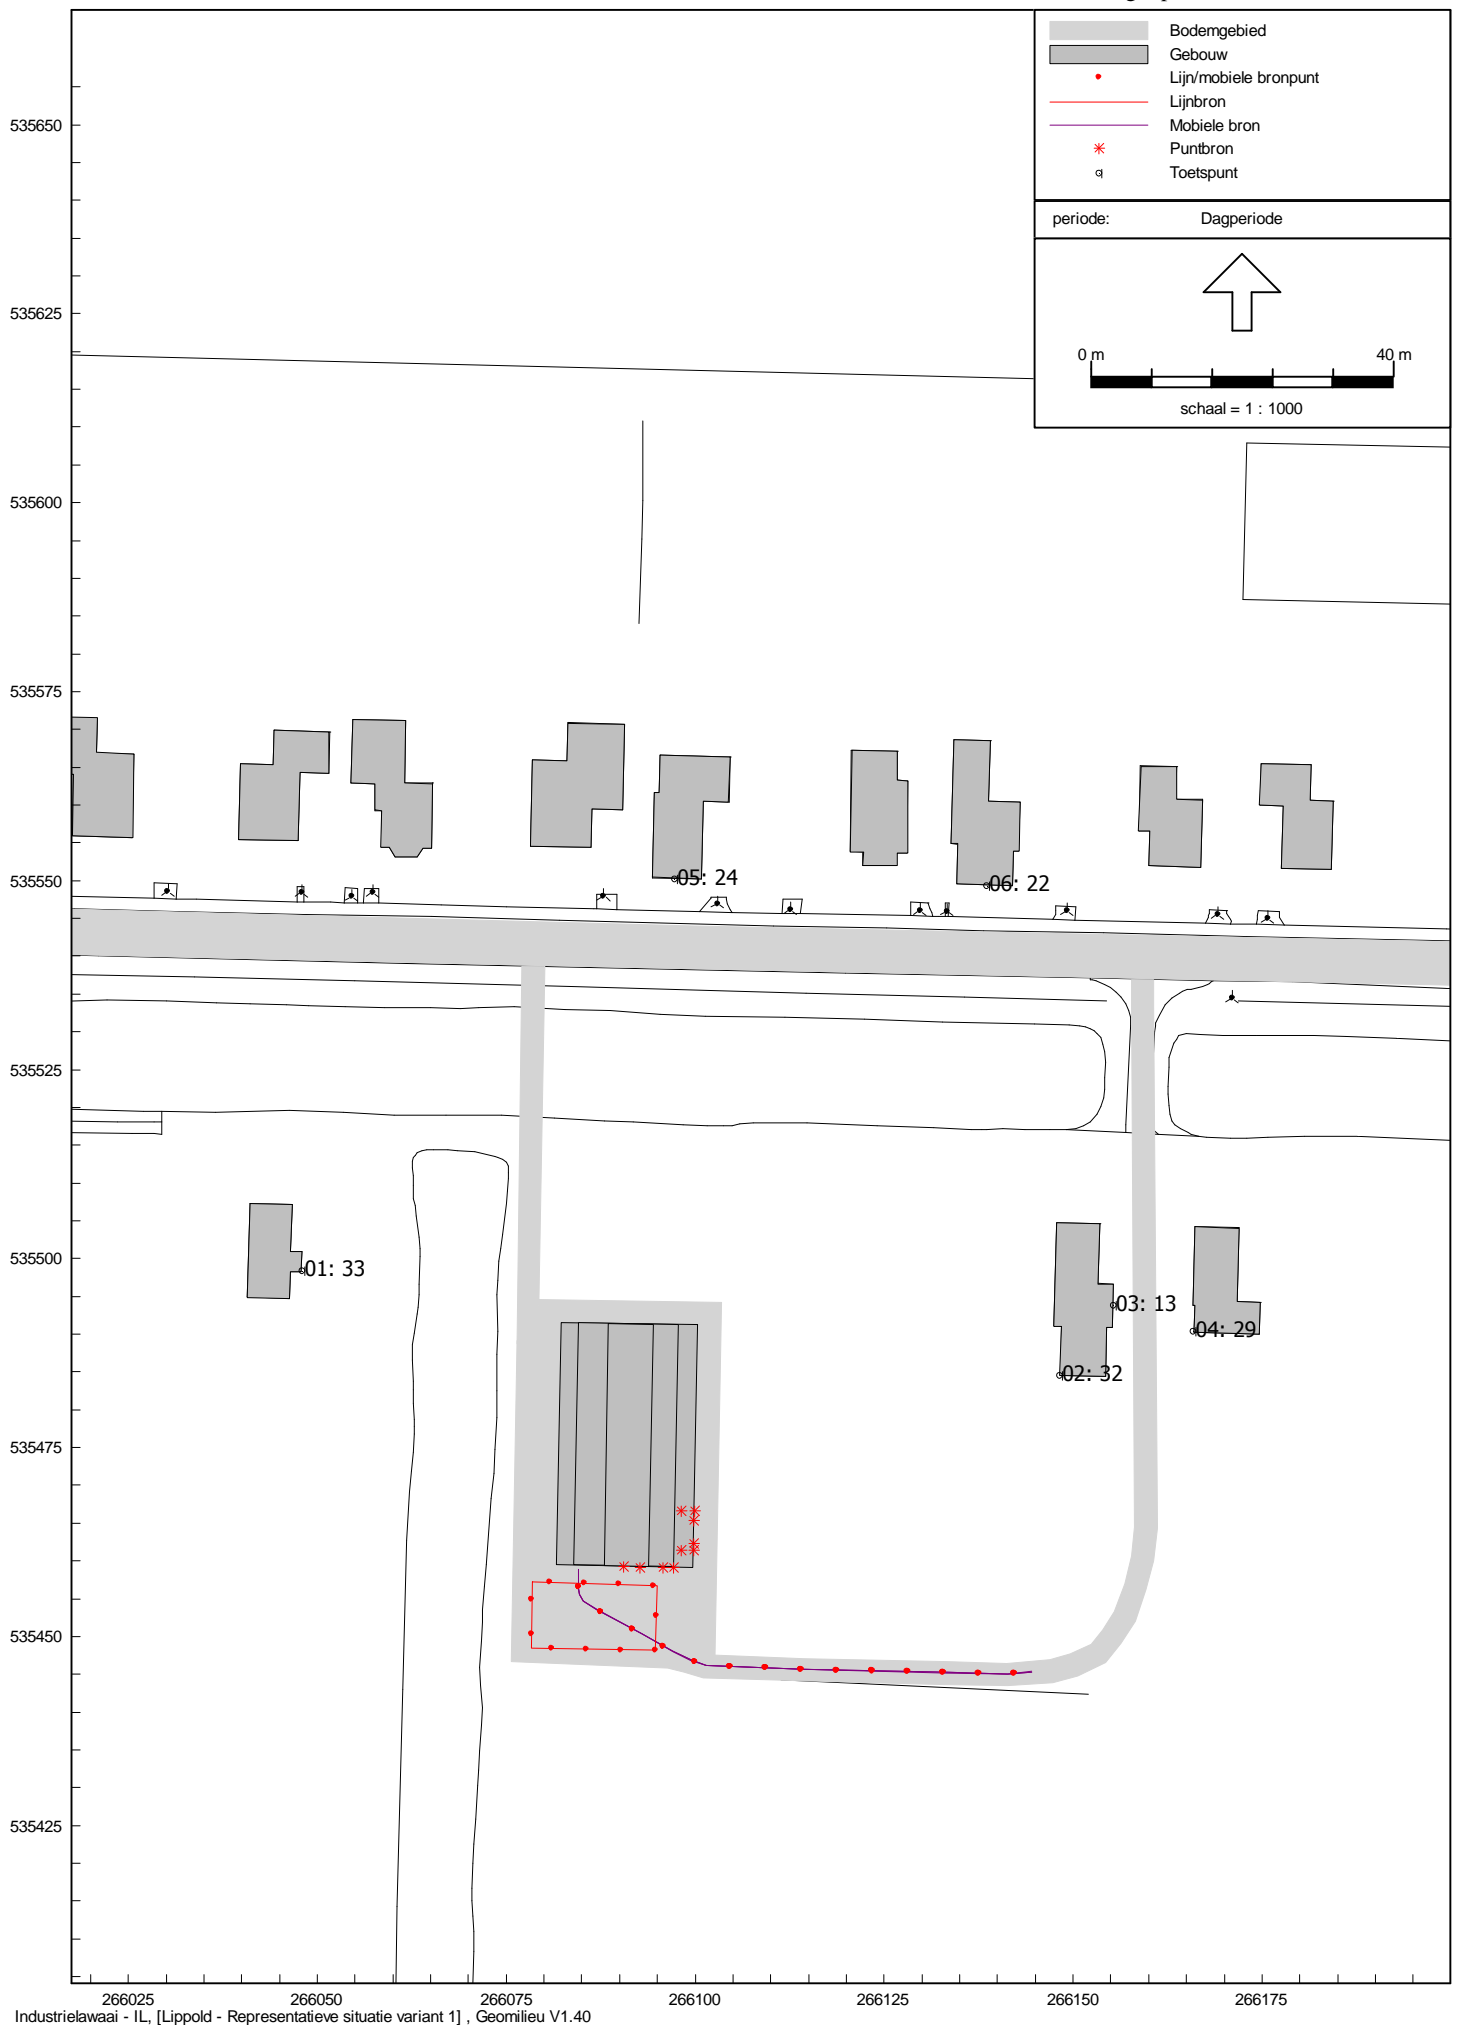 Bodemgebied
Gebouw
Lijn/mobiele bronpunt
Lijnbron
Mobiele bron
Puntbron
Toetspunt
periode: Dagperiode
0 m 40 m
schaal = 1 : 1000
535650
535625
535600
535575
535550
535525
535500
535475
535450
535425
05: 24
06: 22
01: 33
03: 13
04: 29
02: 32
266025 266050 266075 266100 266125 266150 266175
Industrielawaai - IL, [Lippold - Representatieve situatie variant 1] , Geomilieu V1.40